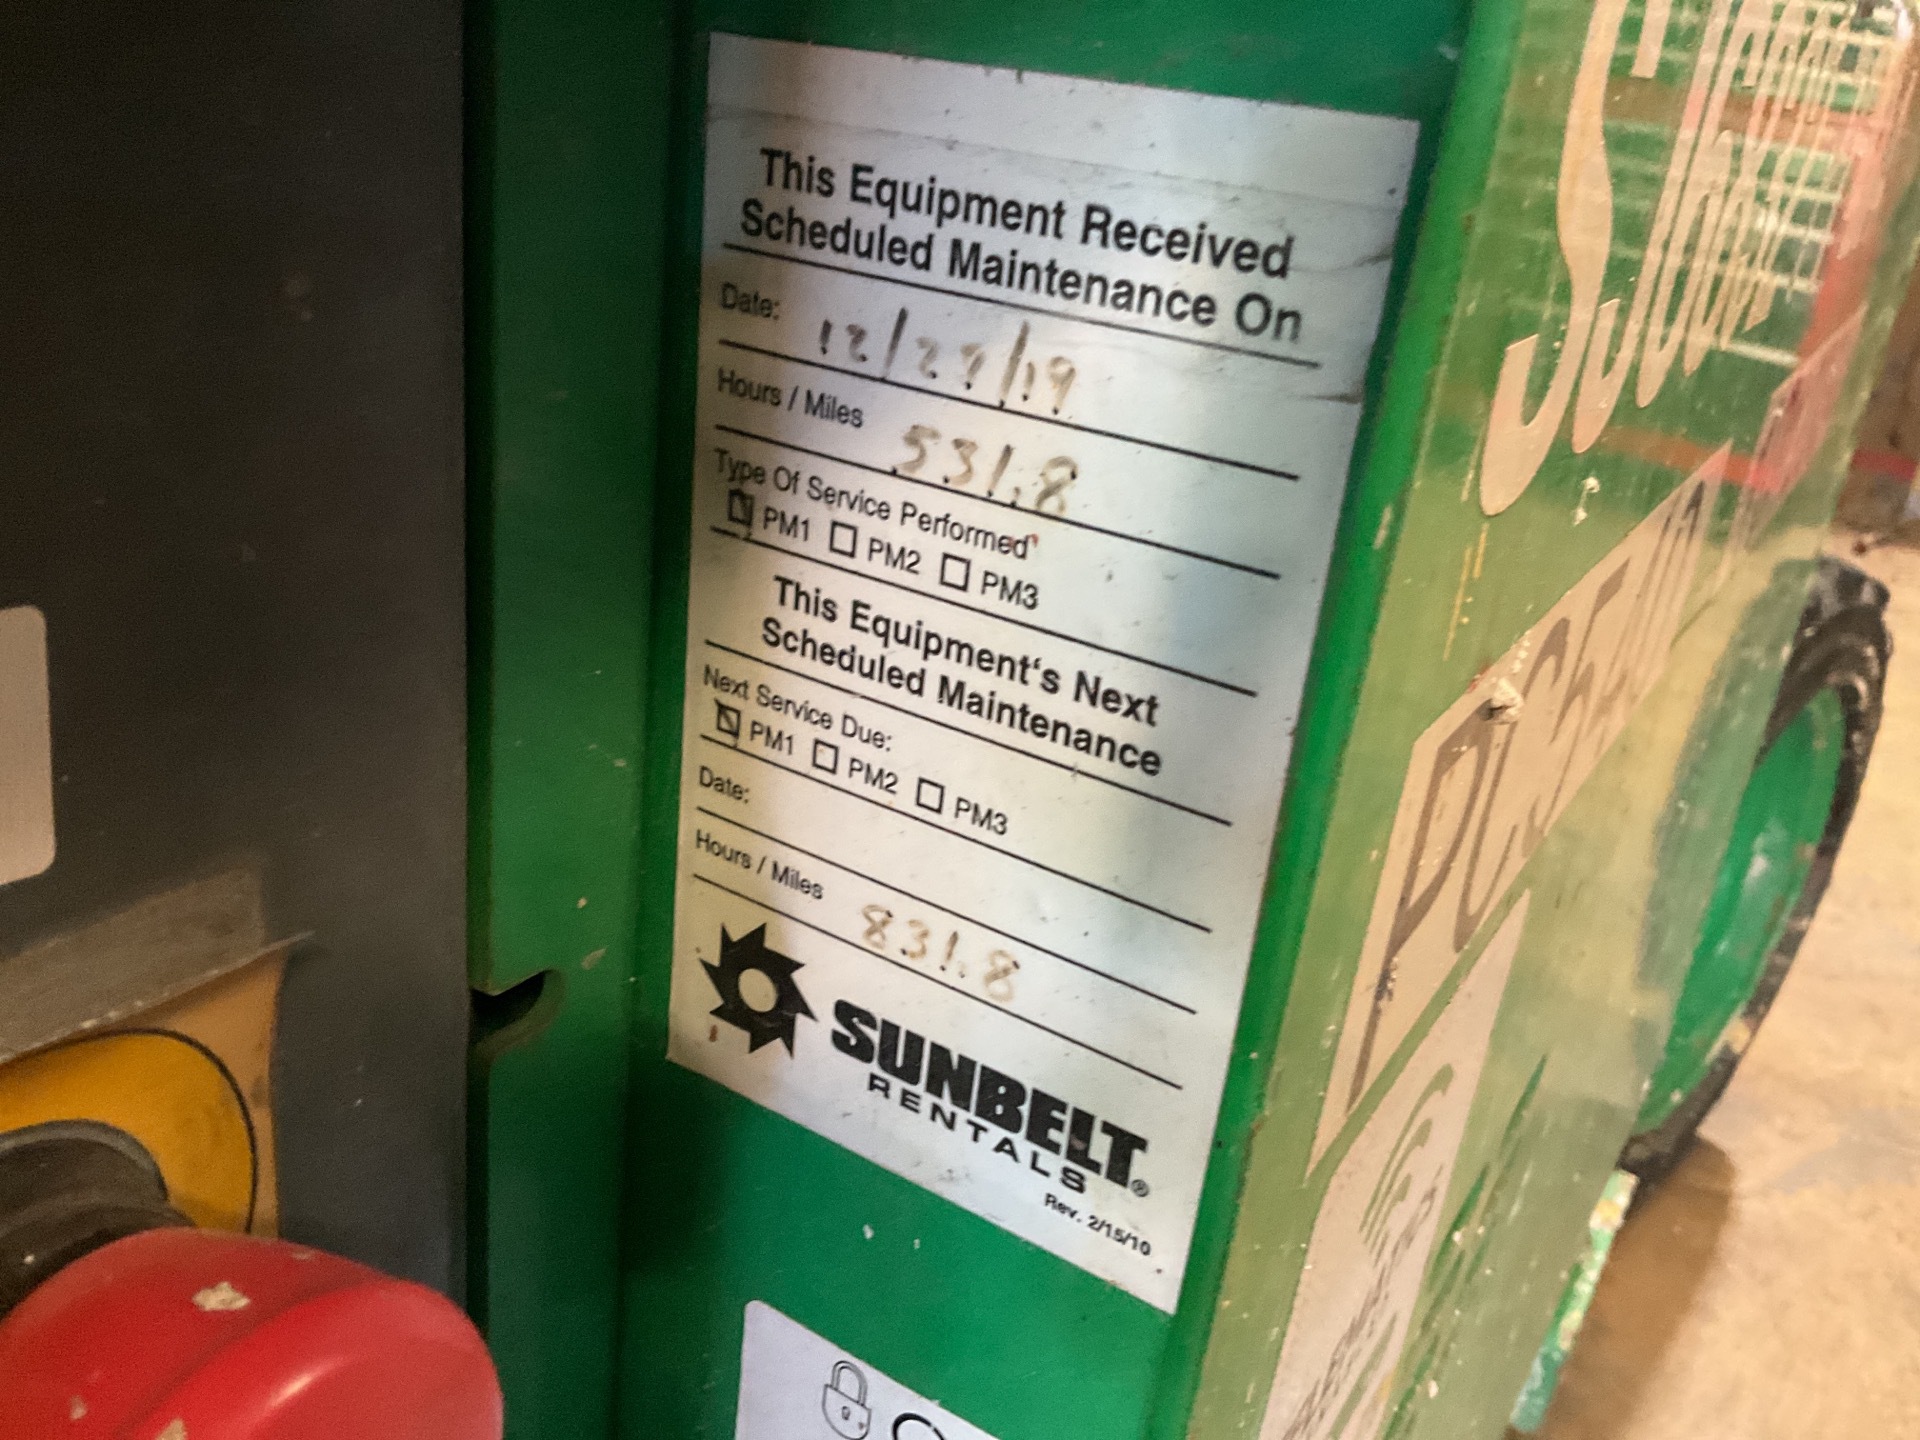 This Equipment Received
Scheduled Maintenance On
Date: 12/27/19
Hours / Miles 531.8
Type Of Service Performed
PM1 PM2 PM3
This Equipment's Next
Scheduled Maintenance
Next Service Due:
PM1 PM2 PM3
Date:
Hours / Miles 831.8
SUNBELT®
RENTALS
Rev. 2/15/10